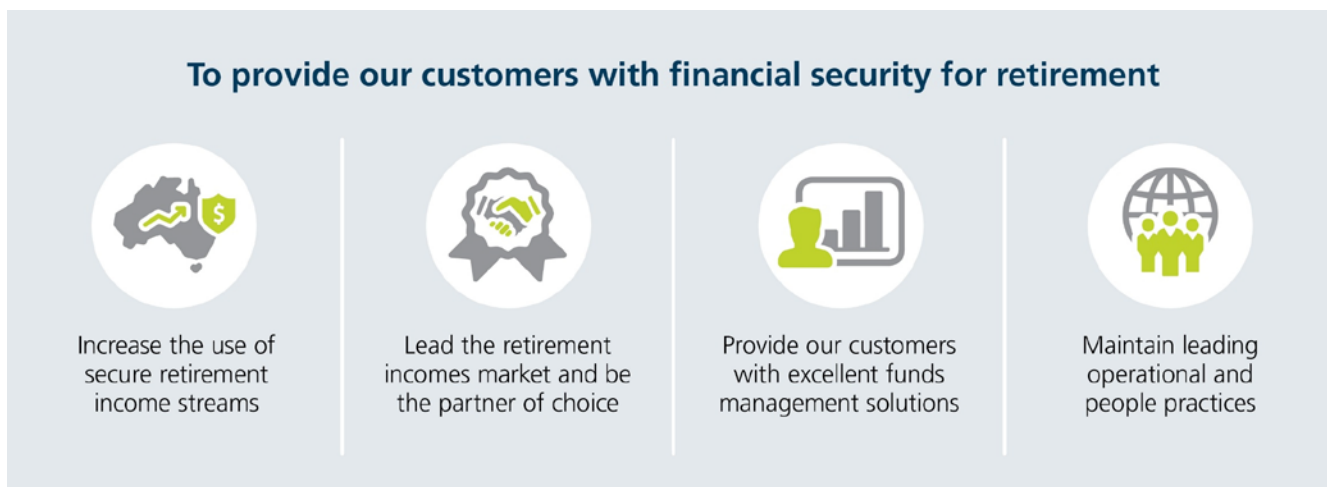 To provide our customers with financial security for retirement
$
Increase the use of
secure retirement
income streams
Lead the retirement
incomes market and be
the partner of choice
Provide our customers
with excellent funds
management solutions
Maintain leading
operational and
people practices